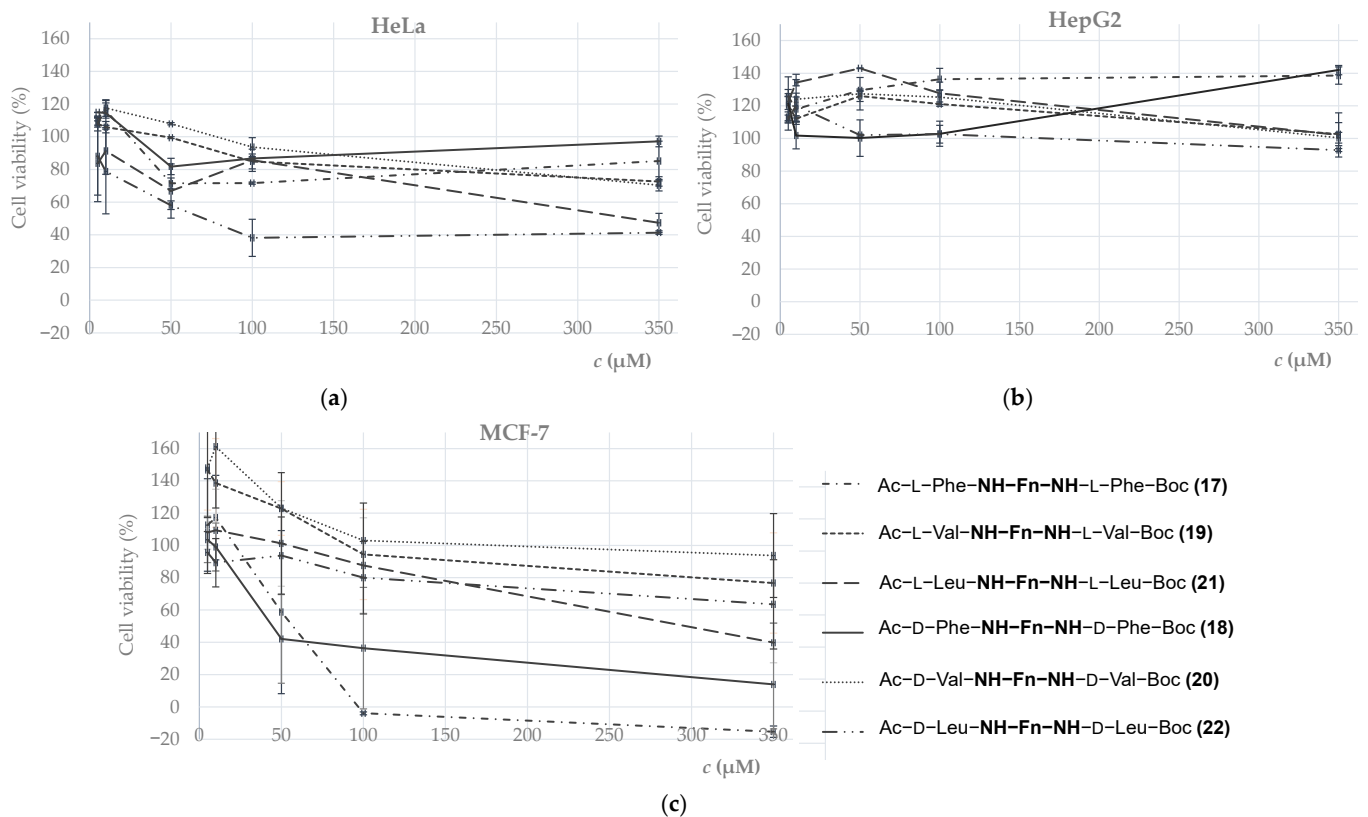 HeLa
Cell viability (%)
160
140
120
100
80
60
40
20
0
−20
0 50 100 150 200 250 300 350
c (μM)
(a)
HepG2
Cell viability (%)
160
140
120
100
80
60
40
20
0
−20
0 50 100 150 200 250 300 350
c (μM)
(b)
MCF-7
Cell viability (%)
160
140
120
100
80
60
40
20
0
−20
0 50 100 150 200 250 300 350
c (μM)
(c)
Ac–L–Phe–NH–Fn–NH–L–Phe–Boc (17)
Ac–L–Val–NH–Fn–NH–L–Val–Boc (19)
Ac–L–Leu–NH–Fn–NH–L–Leu–Boc (21)
Ac–D–Phe–NH–Fn–NH–D–Phe–Boc (18)
Ac–D–Val–NH–Fn–NH–D–Val–Boc (20)
Ac–D–Leu–NH–Fn–NH–D–Leu–Boc (22)